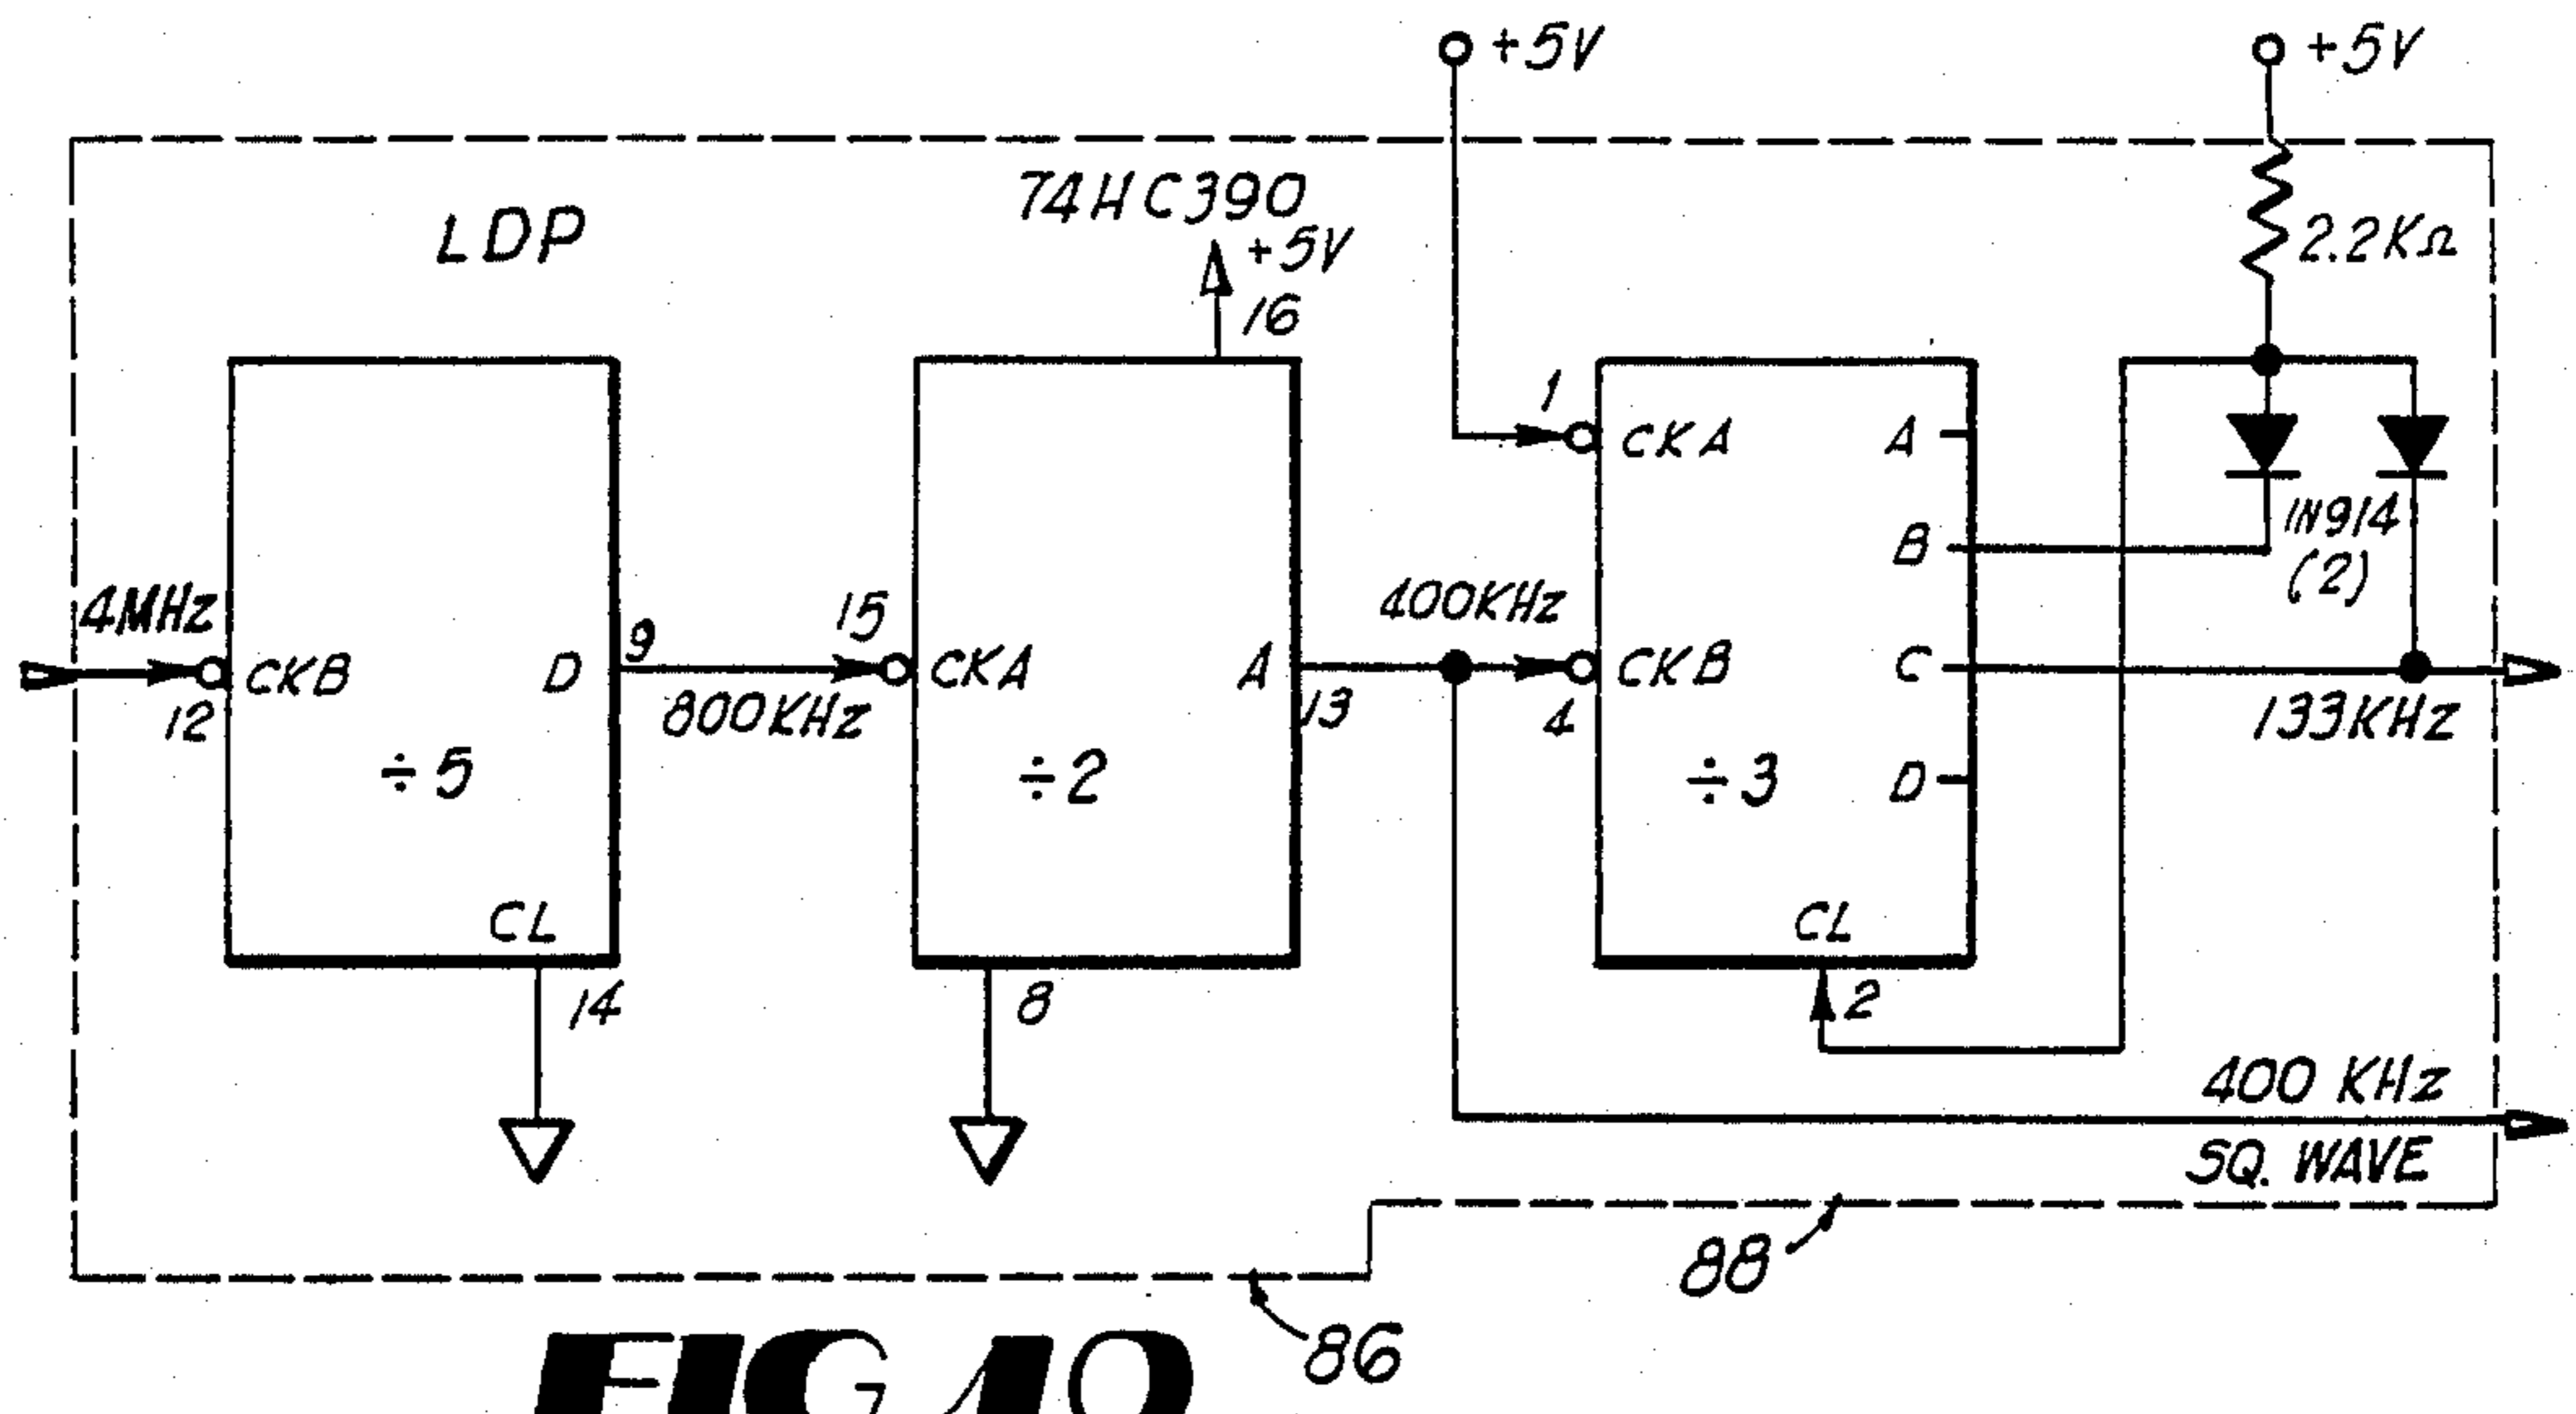 +5V
+5V
LDP
74HC390
+5V
16
2.2KΩ
1
CKA
A
1N914
(2)
B
4MHz
12
CKB
D
9
800KHz
15
CKA
A
13
400KHz
CKB
4
C
133KHz
÷5
÷2
÷3
D
CL
14
8
CL
2
400 KHz
SQ. WAVE
88
86